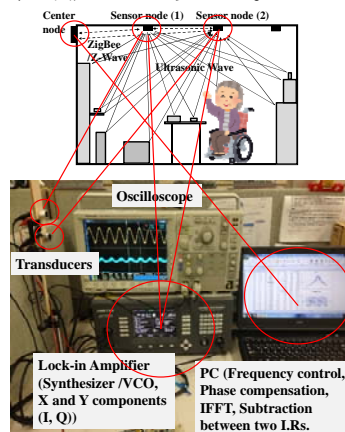 Center
node
Sensor node (1)
Sensor node (2)
ZigBee
/Z-Wave
Ultrasonic Wave
Oscilloscope
Transducers
Lock-in Amplifier
(Synthesizer /VCO,
X and Y components
(I, Q))
PC (Frequency control,
Phase compensation,
IFFT, Subtraction
between two I.Rs.